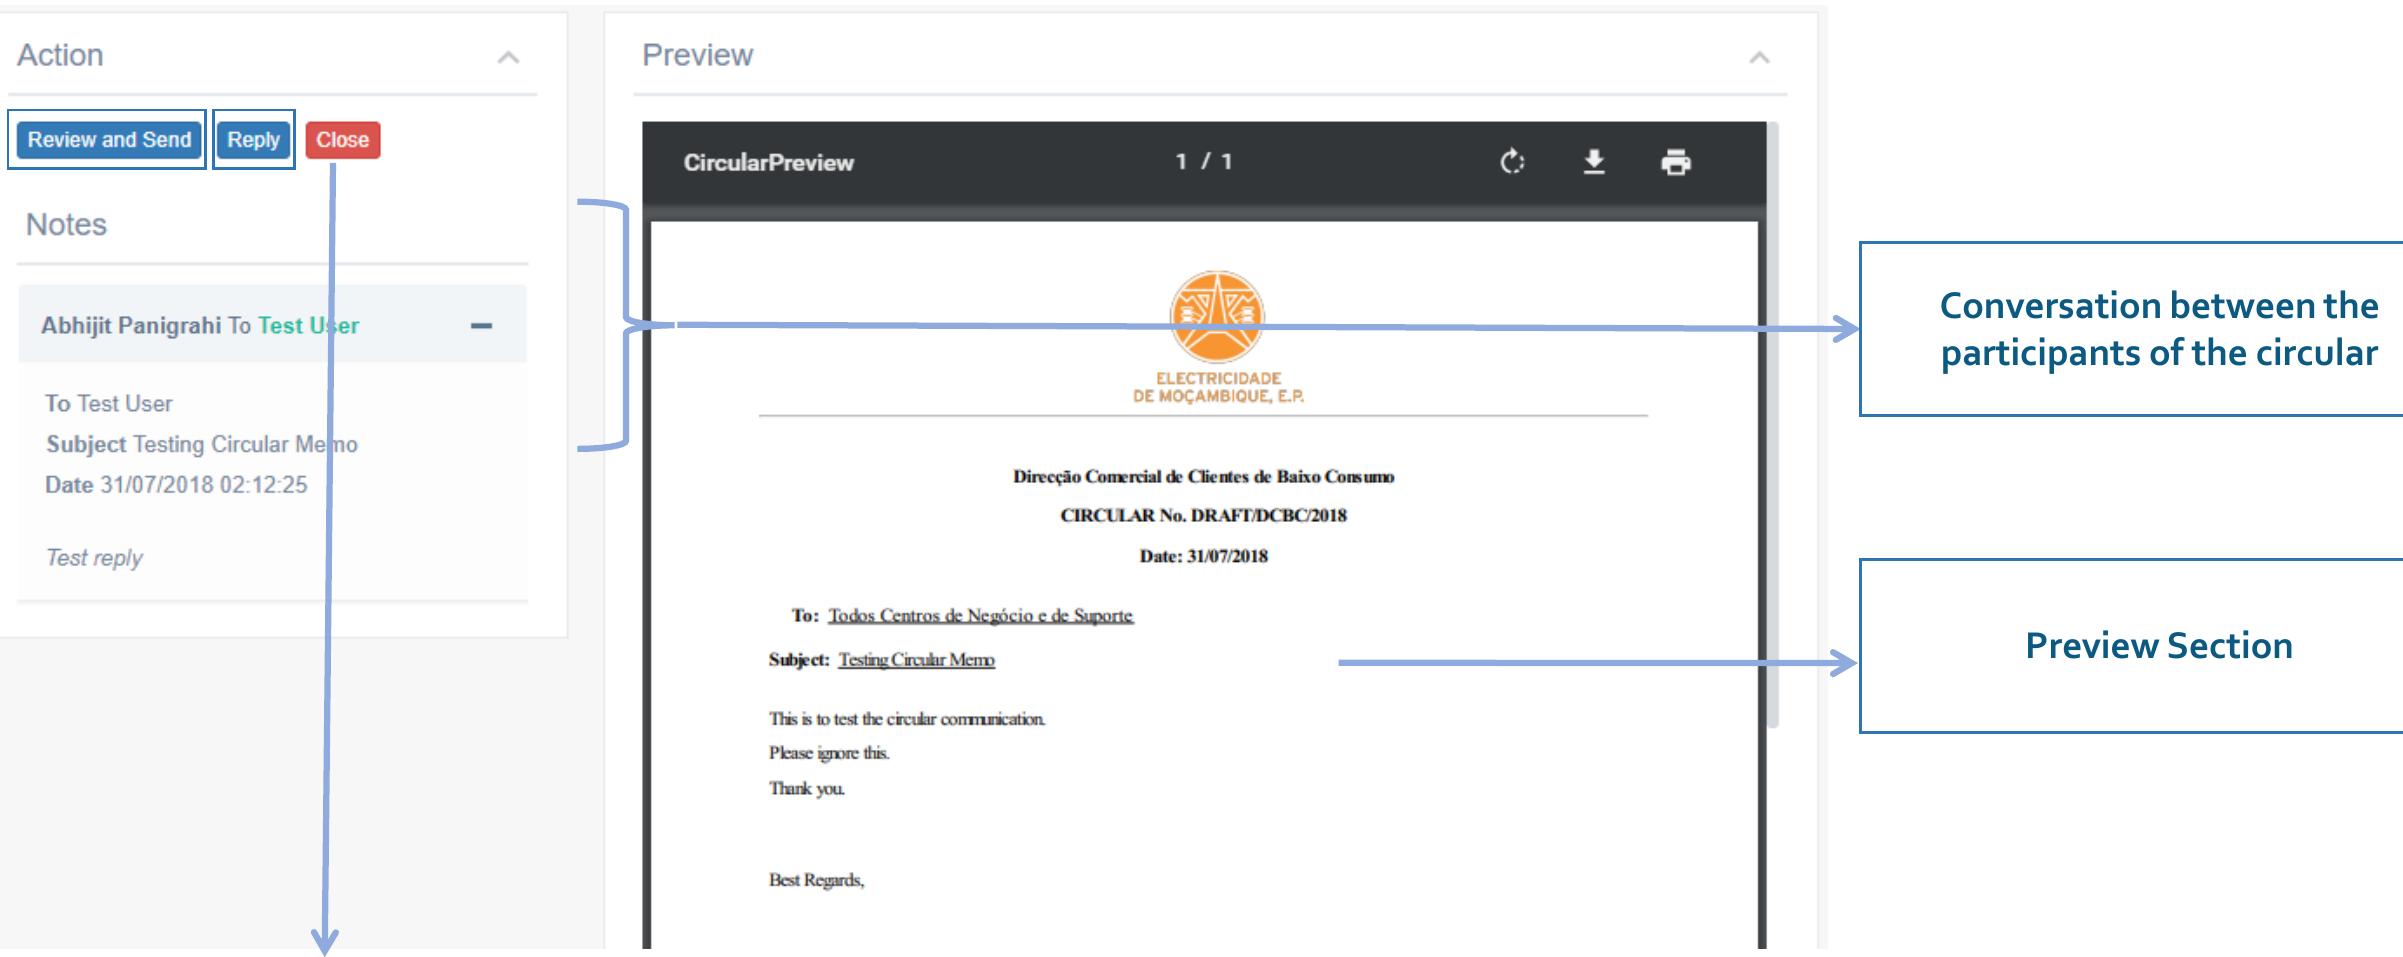 Action
Review and Send Reply Close
Notes
Abhijit Panigrahi To Test User
To Test User
Subject Testing Circular Memo
Date 31/07/2018 02:12:25
Test reply
Preview
CircularPreview 1 / 1
ELECTRICIDADE
DE MOÇAMBIQUE, E.P.
Direcção Comercial de Clientes de Baixo Consumo
CIRCULAR No. DRAFT/DCBC/2018
Date: 31/07/2018
To: Todos Centros de Negócio e de Suporte
Subject: Testing Circular Memo
This is to test the circular communication.
Please ignore this.
Thank you.
Best Regards,
Conversation between the
participants of the circular
Preview Section